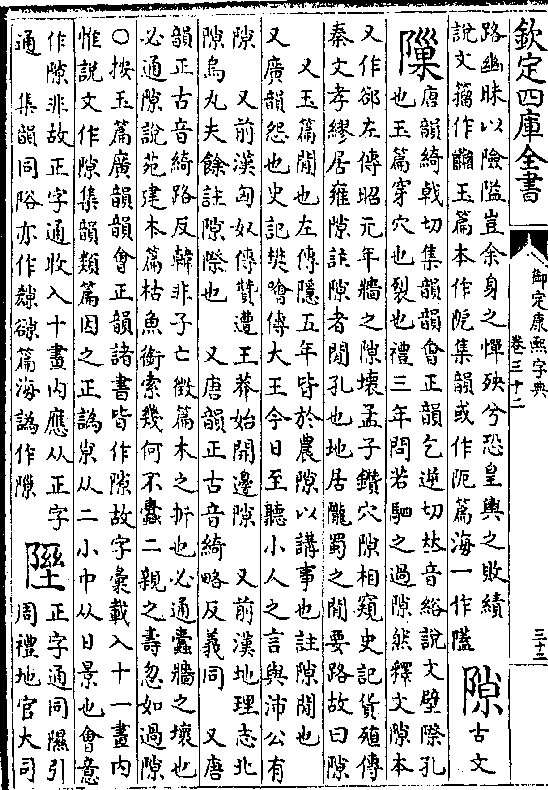 欽定四庫全書
御定康熙字典
卷三十二
三十二
路幽昧以險隘豈余身之憚殃兮恐皇輿之敗績
說文籒作𨽥玉篇本作阸集韻或作阨篇海一作隘
隙
古文
𨻶
唐韻綺戟切集韻韻會正韻乞逆切𠀤音綌說文壁際孔
也玉篇穿穴也裂也禮三年問若駟之過隙然釋文隙本
又作郤左傳昭元年牆之隙壞孟子鑽穴隙相窺史記貨殖傳
秦文孝繆居雍隙註隙者閒孔也地居隴蜀之閒要路故曰隙
又玉篇閒也左傳隱五年皆於農隙以講事也註隙閒也
又廣韻怨也史記樊噲傳大王今日至聽小人之言與沛公有
隙 又前漢匈奴傳贊遭王莽始開邊隙 又前漢地理志北
隙烏丸夫餘註隙際也 又唐韻正古音綺略反義同 又唐
韻正古音綺路反韓非子亡徵篇木之折也必通蠹牆之壞也
必通隙說苑建本篇枯魚銜索幾何不蠹二親之壽忽如過隙
○按玉篇廣韻韻會正韻諸書皆作隙故字彙載入十一畫内
惟說文作隙集韻類篇因之正譌𡭴从二小巾从日景也會意
作隙非故正字通收入十畫内應从正字
通 集韻同𨸦亦作𡙇𨻶篇海譌作隟
陻
正字通同隰引
周禮地官大司